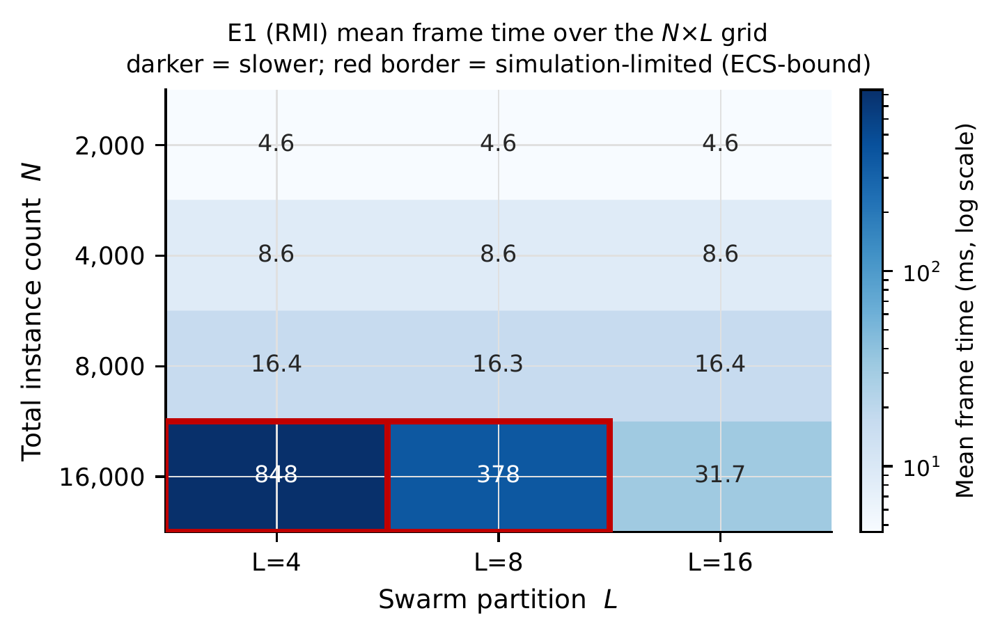 E1 (RMI) mean frame time over the N×L grid
darker = slower; red border = simulation-limited (ECS-bound)
Total instance count N
2,000 4.6 4.6 4.6
4,000 8.6 8.6 8.6
8,000 16.4 16.3 16.4
16,000 848 378 31.7
L=4 L=8 L=16
Swarm partition L
10²
10¹
Mean frame time (ms, log scale)